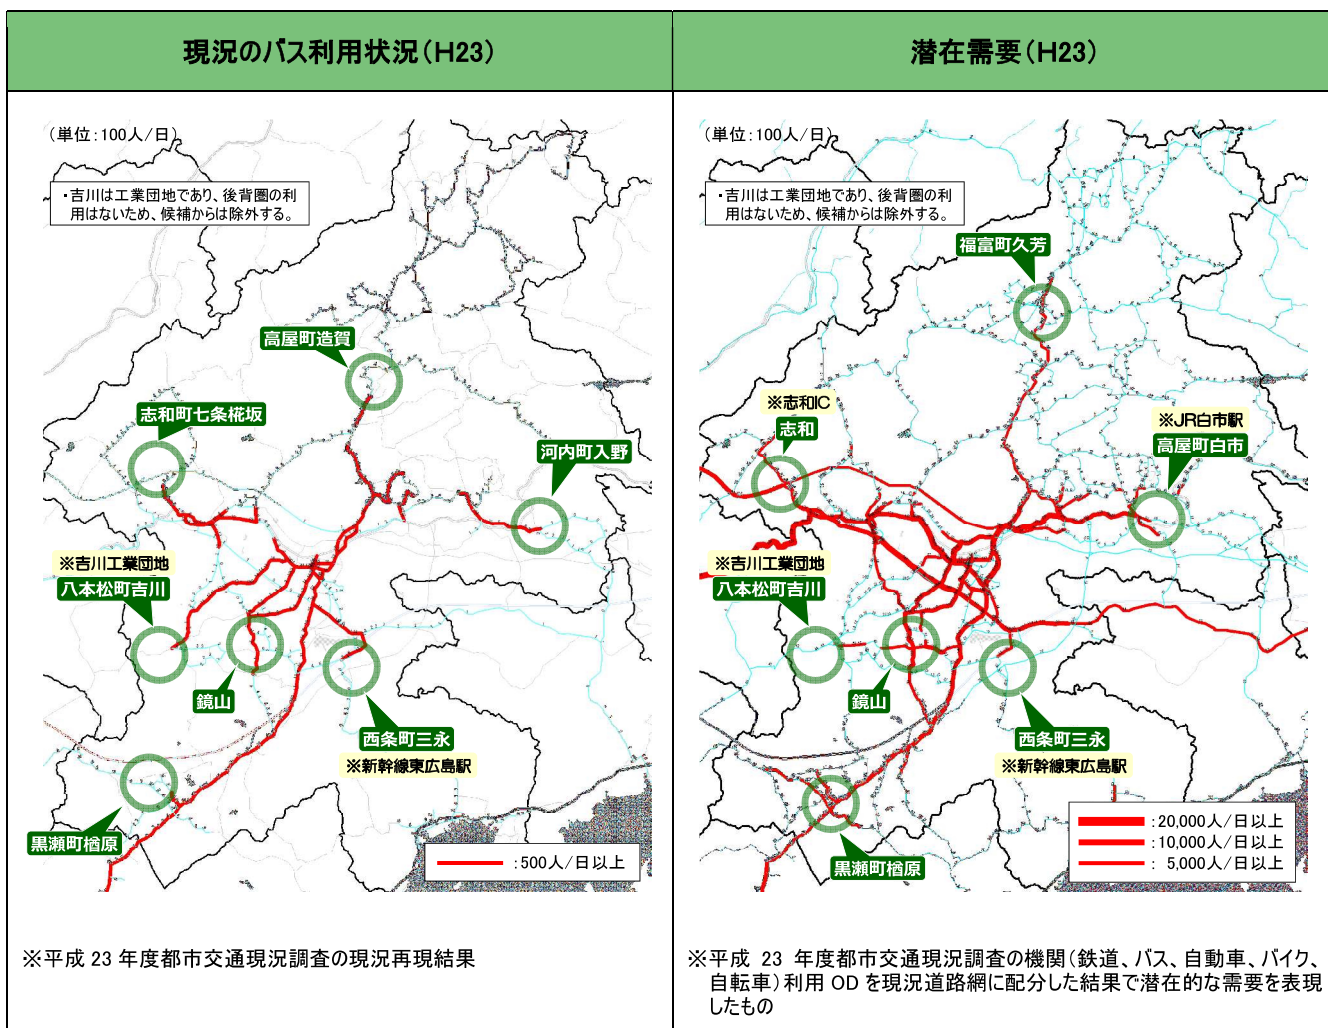 現況のバス利用状況(H23)
(単位:100人/日)
・吉川は工業団地であり、後背圏の利
用はないため、候補からは除外する。
高屋町造賀
志和町七条椛坂
河内町入野
※吉川工業団地
八本松町吉川
鏡山
西条町三永
※新幹線東広島駅
黒瀬町楢原
:500人/日以上
※平成 23 年度都市交通現況調査の現況再現結果
潜在需要(H23)
(単位:100人/日)
・吉川は工業団地であり、後背圏の利
用はないため、候補からは除外する。
福富町久芳
※志和IC
志和
※JR白市駅
高屋町白市
※吉川工業団地
八本松町吉川
鏡山
西条町三永
※新幹線東広島駅
黒瀬町楢原
:20,000人/日以上
:10,000人/日以上
: 5,000人/日以上
※平成 23 年度都市交通現況調査の機関(鉄道、バス、自動車、バイク、
自転車)利用 OD を現況道路網に配分した結果で潜在的な需要を表現
したもの